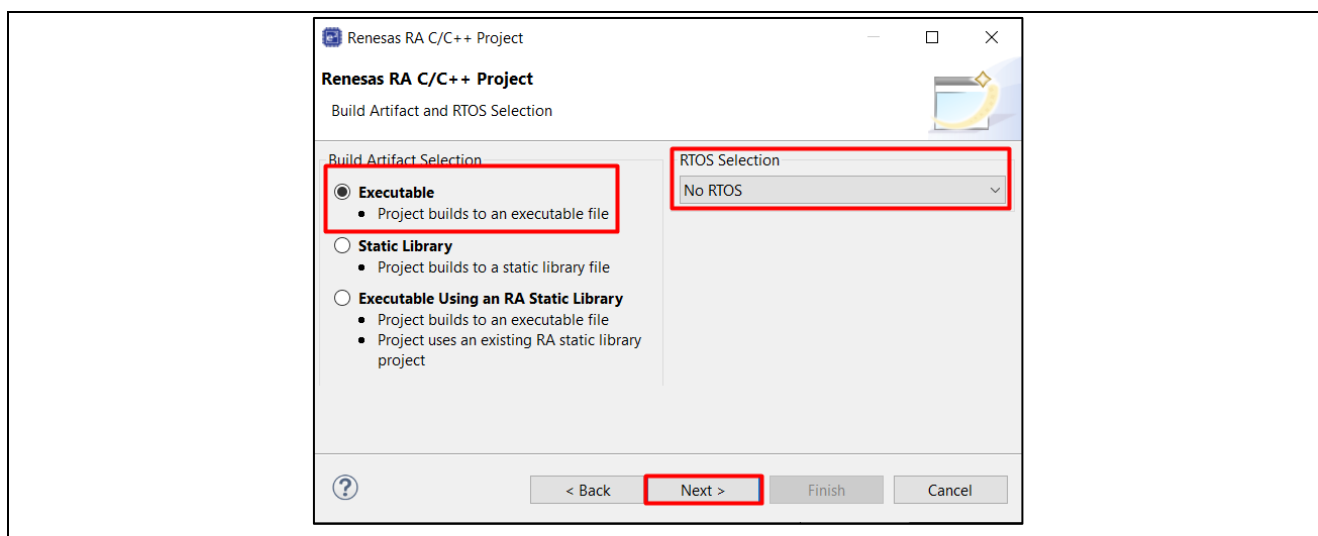 Renesas RA C/C++ Project
Renesas RA C/C++ Project
Build Artifact and RTOS Selection
Build Artifact Selection
Executable
• Project builds to an executable file
Static Library
• Project builds to a static library file
Executable Using an RA Static Library
• Project builds to an executable file
• Project uses an existing RA static library
project
RTOS Selection
No RTOS
?
< Back Next > Finish Cancel